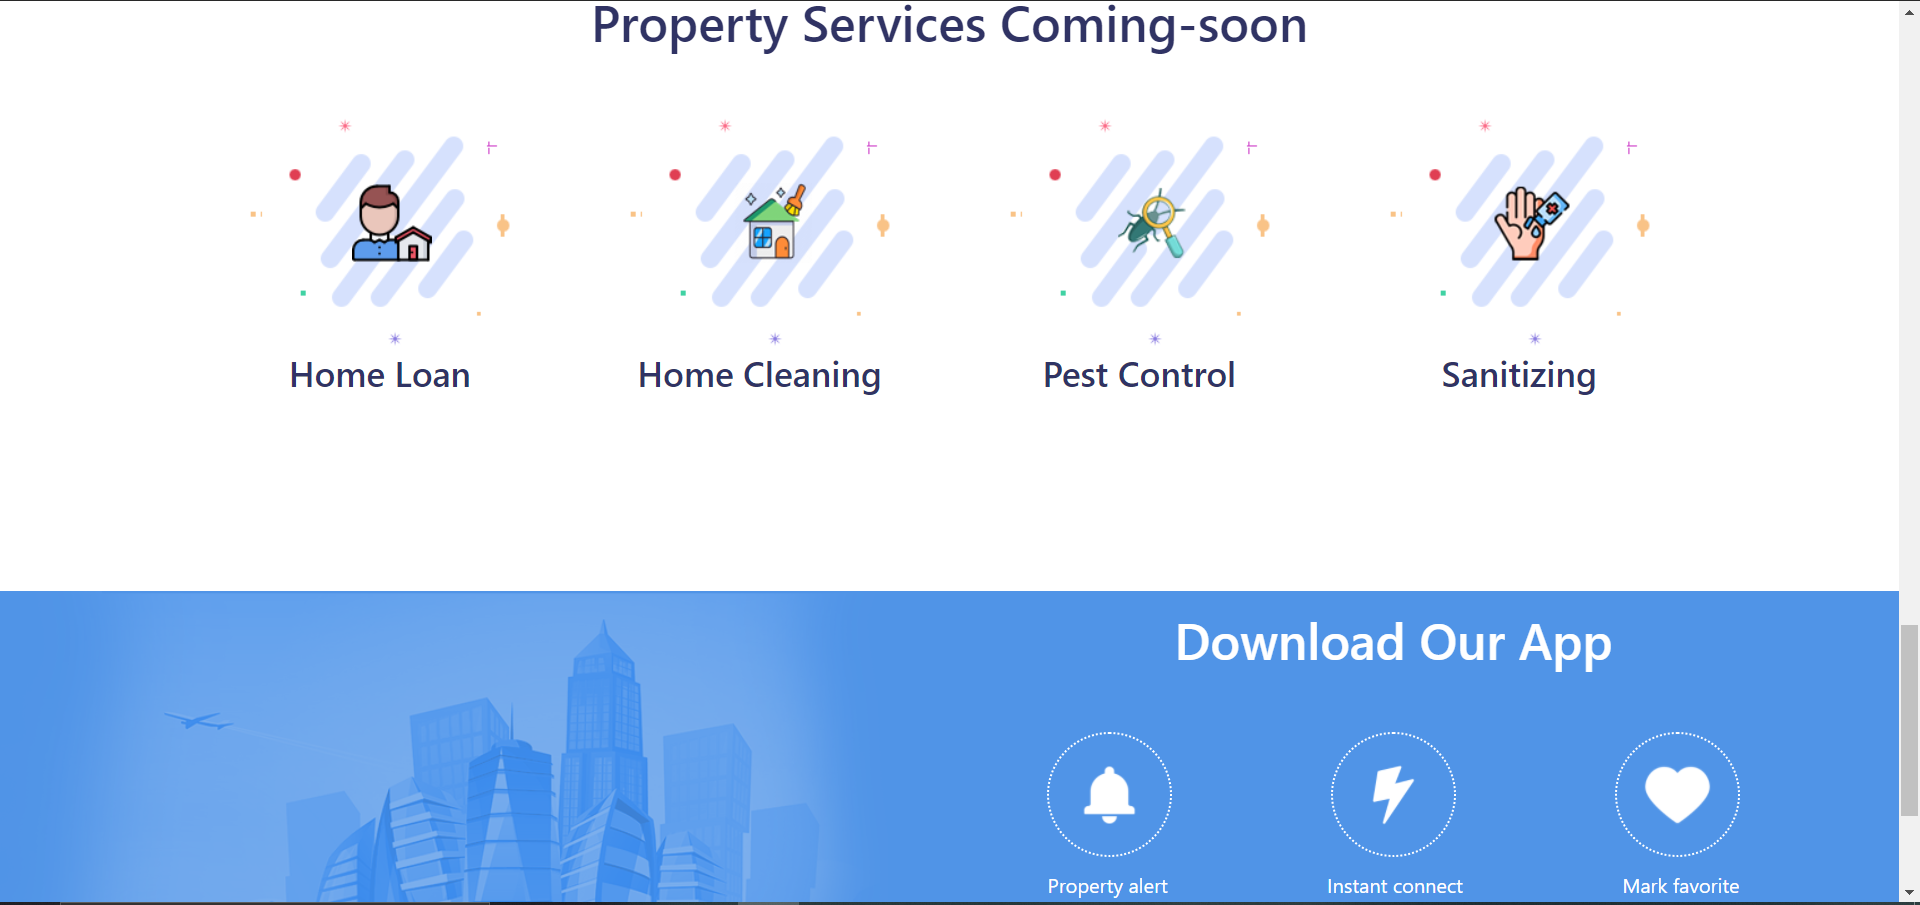 Property Services Coming-soon
Home Loan
Home Cleaning
Pest Control
Sanitizing
Download Our App
Property alert
Instant connect
Mark favorite